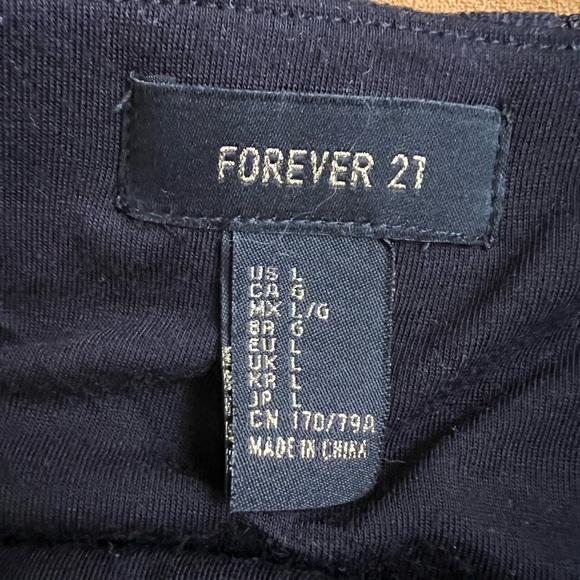 FOREVER 21
US L
CA G
MX L/G
BR G
EU L
UK L
KR L
JP L
CN 170/79A
MADE IN CHINA